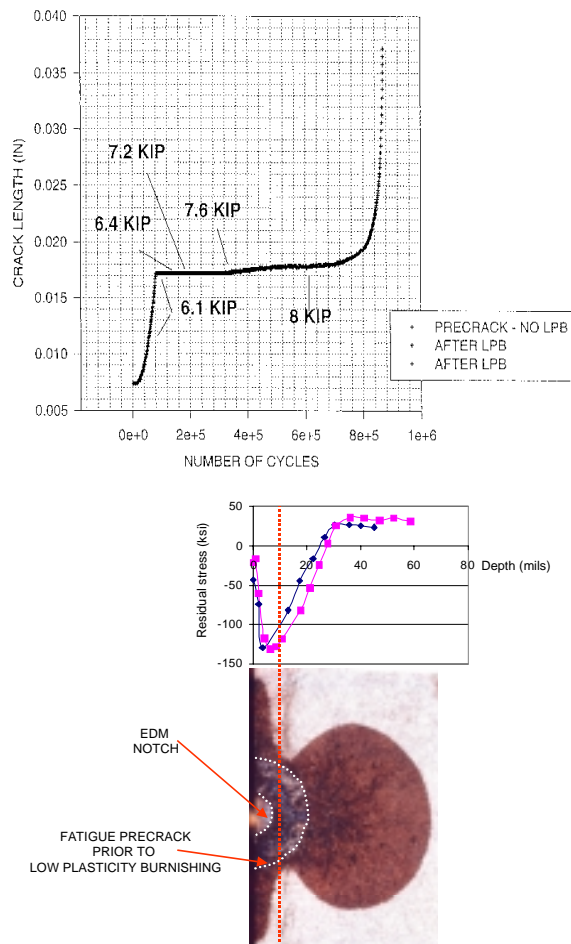 0.040
0.035
0.030
0.025
0.020
0.015
0.010
0.005
CRACK LENGTH (IN)
7.2 KIP
6.4 KIP
7.6 KIP
6.1 KIP
8 KIP
+ PRECRACK - NO LPB
+ AFTER LPB
+ AFTER LPB
0e+0 2e+5 4e+5 6e+5 8e+5 1e+6
NUMBER OF CYCLES
50
0
-50
-100
-150
Residual stress (ksi)
0 20 40 60 80
Depth (mils)
EDM
NOTCH
FATIGUE PRECRACK
PRIOR TO
LOW PLASTICITY BURNISHING